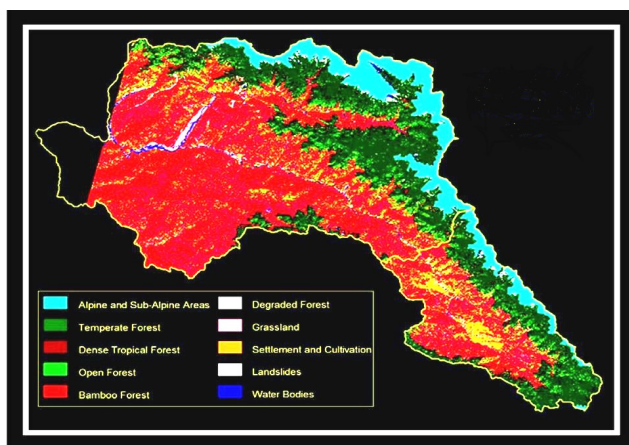 Alpine and Sub-Alpine Areas
Temperate Forest
Dense Tropical Forest
Open Forest
Bamboo Forest
Degraded Forest
Grassland
Settlement and Cultivation
Landslides
Water Bodies